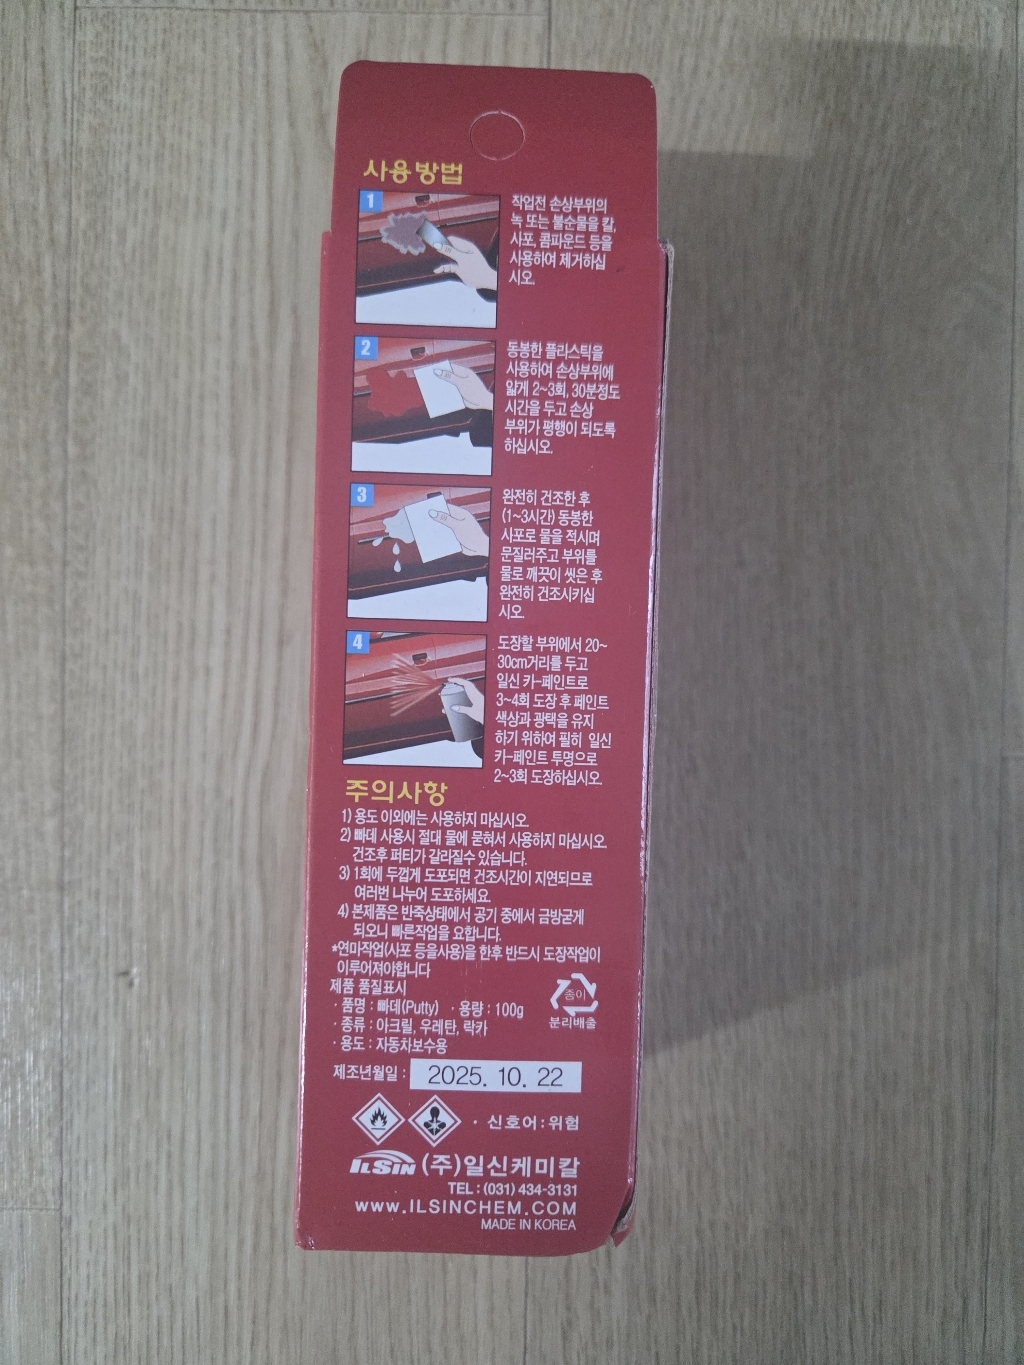 사용방법
1
작업전 손상부위의
녹 또는 불순물을 칼,
사포, 콤파운드 등을
사용하여 제거하십
시오.
2
동봉한 플라스틱을
사용하여 손상부위에
얇게 2~3회, 30분정도
시간을 두고 손상
부위가 평행이 되도록
하십시오.
3
완전히 건조한 후
(1~3시간) 동봉한
사포로 물을 적시며
문질러주고 부위를
물로 깨끗이 씻은 후
완전히 건조시키십
시오.
4
도장할 부위에서 20~
30cm거리를 두고
일신 카-페인트로
3~4회 도장 후 페인트
색상과 광택을 유지
하기 위하여 필히 일신
카-페인트 투명으로
2~3회 도장하십시오.
주의사항
1) 용도 이외에는 사용하지 마십시오.
2) 빠데 사용시 절대 물에 묻혀서 사용하지 마십시오.
건조후 퍼티가 갈라질수 있습니다.
3) 1회에 두껍게 도포되면 건조시간이 지연되므로
여러번 나누어 도포하세요.
4) 본제품은 반죽상태에서 공기 중에서 금방굳게
되오니 빠른작업을 요합니다.
*연마작업(사포 등을사용)을 한후 반드시 도장작업이
이루어져야합니다
제품 품질표시
· 품명 : 빠데(Putty) · 용량 : 100g
· 종류 : 아크릴, 우레탄, 락카
· 용도 : 자동차보수용
종이
분리배출
제조년월일 : 2025. 10. 22
· 신호어 : 위험
ILSIN (주)일신케미칼
TEL : (031) 434-3131
WWW.ILSINCHEM.COM
MADE IN KOREA